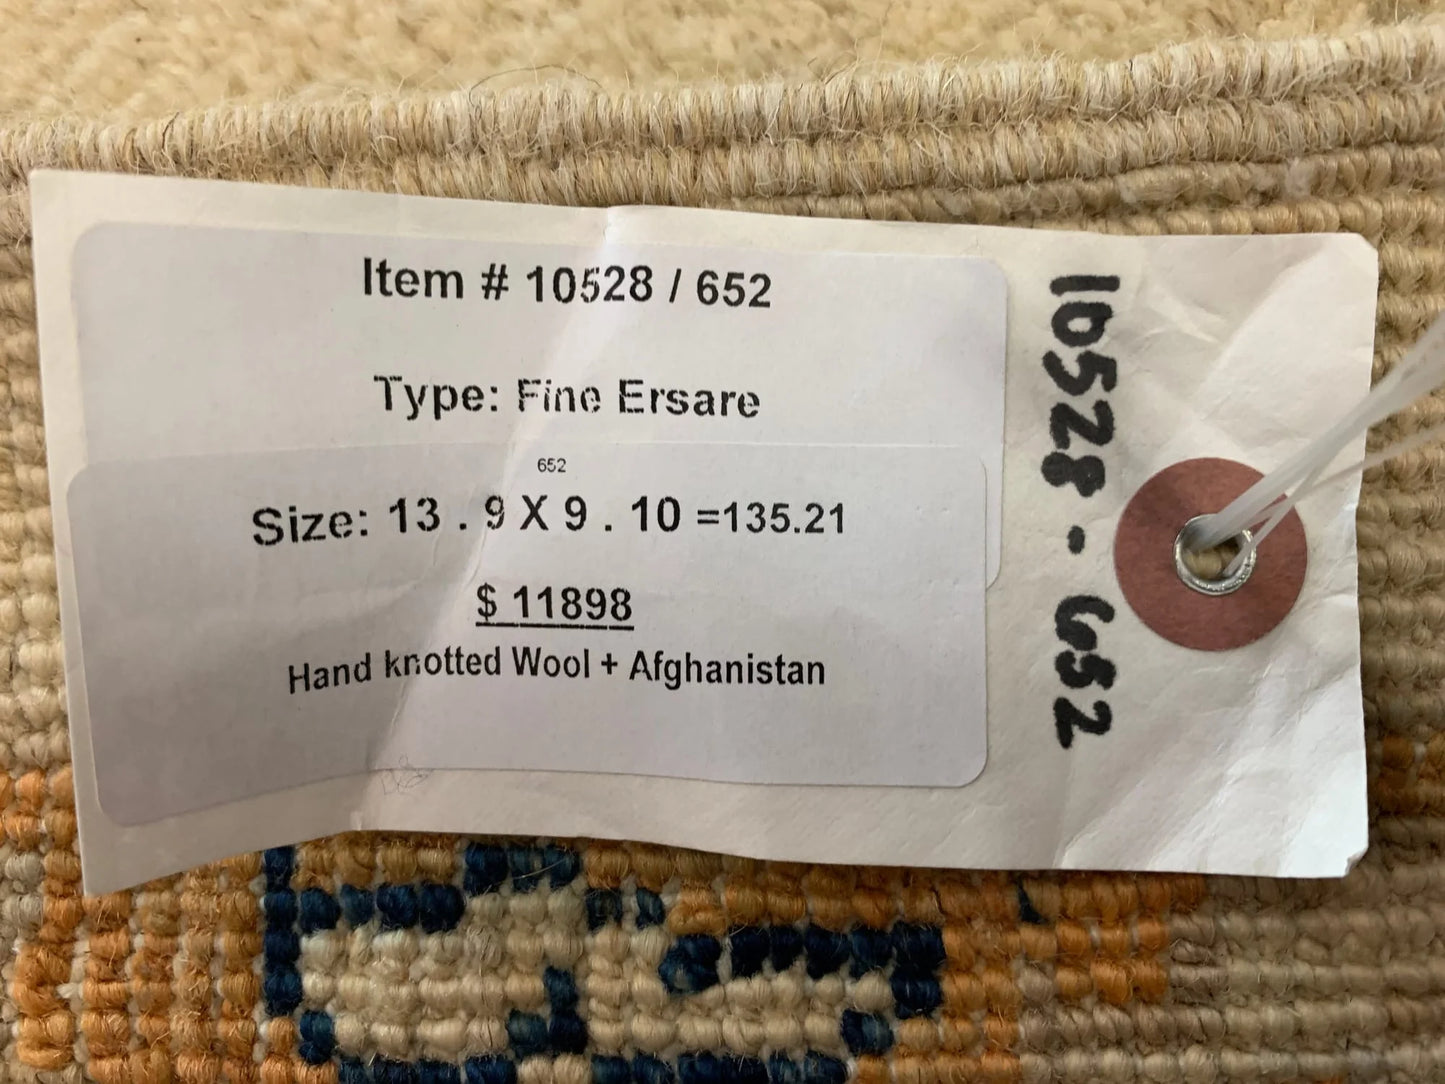 Item # 10528 / 652
Type: Fine Ersare
652
Size: 13 . 9 X 9 . 10 =135.21
$ 11898
Hand knotted Wool + Afghanistan
10528 - 652